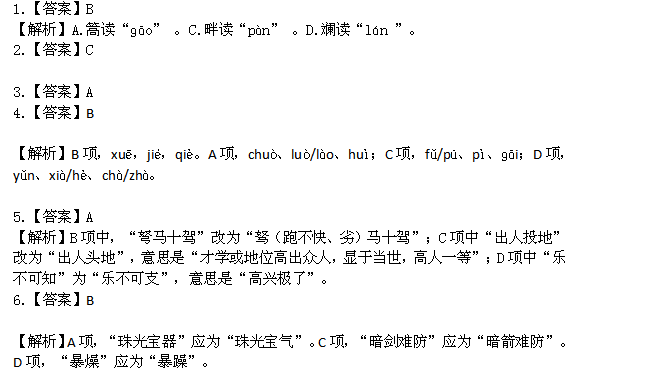 1.【答案】B
【解析】A.篙读“gāo” 。C.畔读“pàn” 。D.斓读“lán ”。
2.【答案】C
3.【答案】A
4.【答案】B
【解析】B项，xuē，jié，qiè。A项，chuò、luò/lào、huì；C项，fǔ/pú、pì、gāi；D项，
yǔn、xià/hè、chà/zhà。
5.【答案】A
【解析】B项中，“弩马十驾”改为“驽（跑不快、劣）马十驾”；C项中“出人投地”
改为“出人头地”，意思是“才学或地位高出众人，显于当世，高人一等”；D项中“乐
不可知”为“乐不可支”，意思是“高兴极了”。
6.【答案】B
【解析】A项，“珠光宝器”应为“珠光宝气”。C项，“暗剑难防”应为“暗箭难防”。
D项， “暴燥”应为“暴躁”。